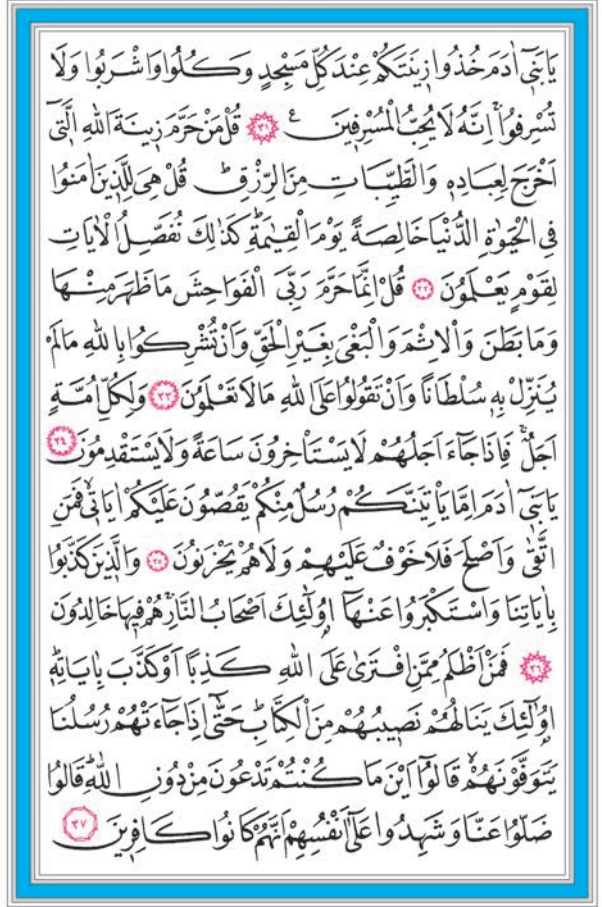 يَابَنِىٓ اٰدَمَ خُذُوا زِينَتَكُمْ عِنْدَ كُلِّ مَسْجِدٍ وَكُلُوا وَاشْرَبُوا وَلَا
تُسْرِفُواۚ اِنَّهُ لَا يُحِبُّ الْمُسْرِفِينَ ع ﴿٣١﴾ قُلْ مَنْ حَرَّمَ زِينَةَ اللّٰهِ الَّتِىٓ
اَخْرَجَ لِعِبَادِهِ وَالطَّيِّبَاتِ مِنَ الرِّزْقِۜ قُلْ هِىَ لِلَّذِينَ اٰمَنُوا
فِى الْحَيٰوةِ الدُّنْيَا خَالِصَةً يَوْمَ الْقِيٰمَةِۜ كَذٰلِكَ نُفَصِّلُ الْاٰيَاتِ
لِقَوْمٍ يَعْلَمُونَ ﴿٣٢﴾ قُلْ اِنَّمَا حَرَّمَ رَبِّىَ الْفَوَاحِشَ مَا ظَهَرَ مِنْهَا
وَمَا بَطَنَ وَالْاِثْمَ وَالْبَغْىَ بِغَيْرِ الْحَقِّ وَاَنْ تُشْرِكُوا بِاللّٰهِ مَا لَمْ
يُنَزِّلْ بِهِ سُلْطَانًا وَاَنْ تَقُولُوا عَلَى اللّٰهِ مَا لَا تَعْلَمُونَ ﴿٣٣﴾ وَلِكُلِّ اُمَّةٍ
اَجَلٌۚ فَاِذَا جَٓاءَ اَجَلُهُمْ لَا يَسْتَأْخِرُونَ سَاعَةً وَلَا يَسْتَقْدِمُونَ ﴿٣٤﴾
يَابَنِىٓ اٰدَمَ اِمَّا يَأْتِيَنَّكُمْ رُسُلٌ مِنْكُمْ يَقُصُّونَ عَلَيْكُمْ اٰيَاتِىۙ فَمَنِ
اتَّقٰى وَاَصْلَحَ فَلَا خَوْفٌ عَلَيْهِمْ وَلَا هُمْ يَحْزَنُونَ ﴿٣٥﴾ وَالَّذِينَ كَذَّبُوا
بِاٰيَاتِنَا وَاسْتَكْبَرُوا عَنْهَٓا اُو۬لٰٓئِكَ اَصْحَابُ النَّارِۚ هُمْ فِيهَا خَالِدُونَ
﴿٣٦﴾ فَمَنْ اَظْلَمُ مِمَّنِ افْتَرٰى عَلَى اللّٰهِ كَذِبًا اَوْ كَذَّبَ بِاٰيَاتِهِۜ
اُو۬لٰٓئِكَ يَنَالُهُمْ نَصِيبُهُمْ مِنَ الْكِتَابِۜ حَتّٰىٓ اِذَا جَٓاءَتْهُمْ رُسُلُنَا
يَتَوَفَّوْنَهُمْۙ قَالُٓوا اَيْنَ مَا كُنْتُمْ تَدْعُونَ مِنْ دُونِ اللّٰهِۜ قَالُوا
ضَلُّوا عَنَّا وَشَهِدُوا عَلٰٓى اَنْفُسِهِمْ اَنَّهُمْ كَانُوا كَافِرِينَ ﴿٣٧﴾